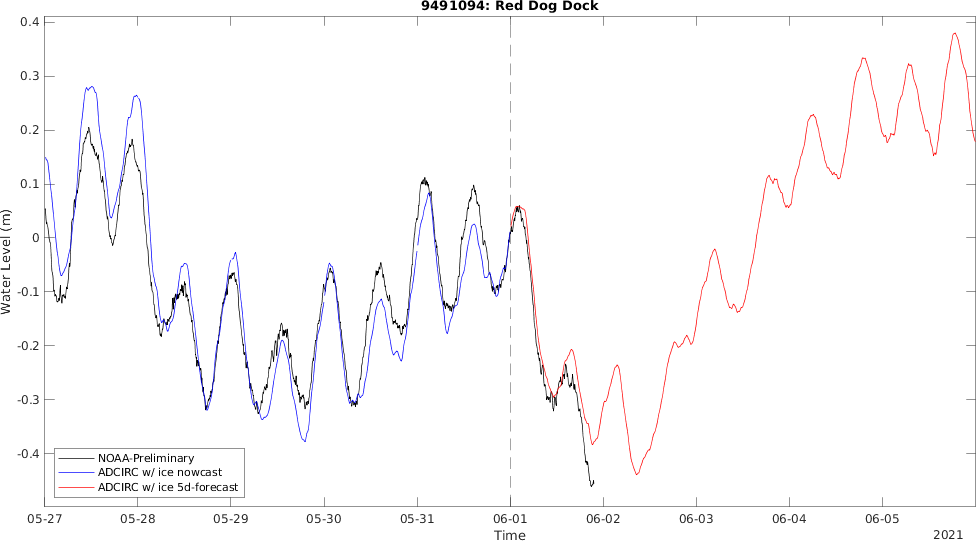 9491094: Red Dog Dock
0.4
0.3
0.2
0.1
0
-0.1
-0.2
-0.3
-0.4
Water Level (m)
NOAA-Preliminary
ADCIRC w/ ice nowcast
ADCIRC w/ ice 5d-forecast
05-27 05-28 05-29 05-30 05-31 06-01 06-02 06-03 06-04 06-05
Time
2021